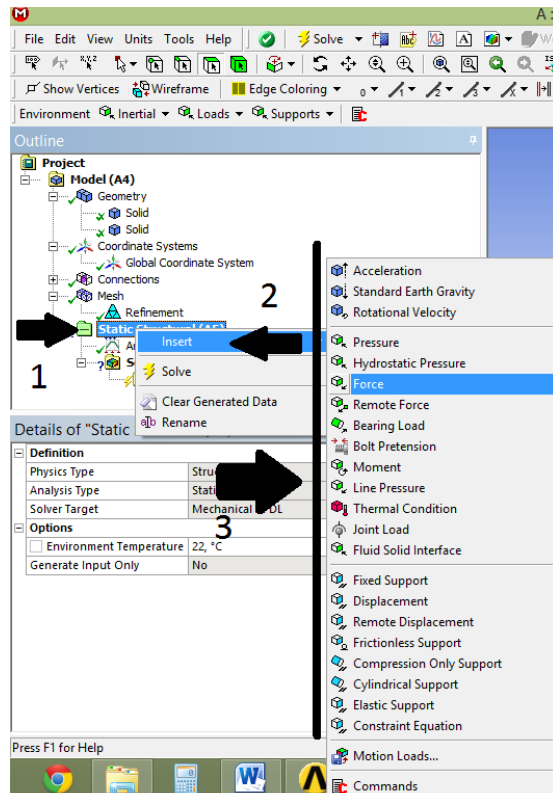 A :
File Edit View Units Tools Help Solve
Show Vertices Wireframe Edge Coloring
Environment Inertial Loads Supports
Outline
Project
Model (A4)
Geometry
Solid
Solid
Coordinate Systems
Global Coordinate System
Connections
Mesh
Refinement
Static Structural (A5)
1
2
3
Insert
Solve
Clear Generated Data
Rename
Acceleration
Standard Earth Gravity
Rotational Velocity
Pressure
Hydrostatic Pressure
Force
Remote Force
Bearing Load
Bolt Pretension
Moment
Line Pressure
Thermal Condition
Joint Load
Fluid Solid Interface
Fixed Support
Displacement
Remote Displacement
Frictionless Support
Compression Only Support
Cylindrical Support
Elastic Support
Constraint Equation
Motion Loads...
Commands
Details of "Static
Definition
Physics Type Struc
Analysis Type Stati
Solver Target Mechanical DL
Options
Environment Temperature 22, °C
Generate Input Only No
Press F1 for Help